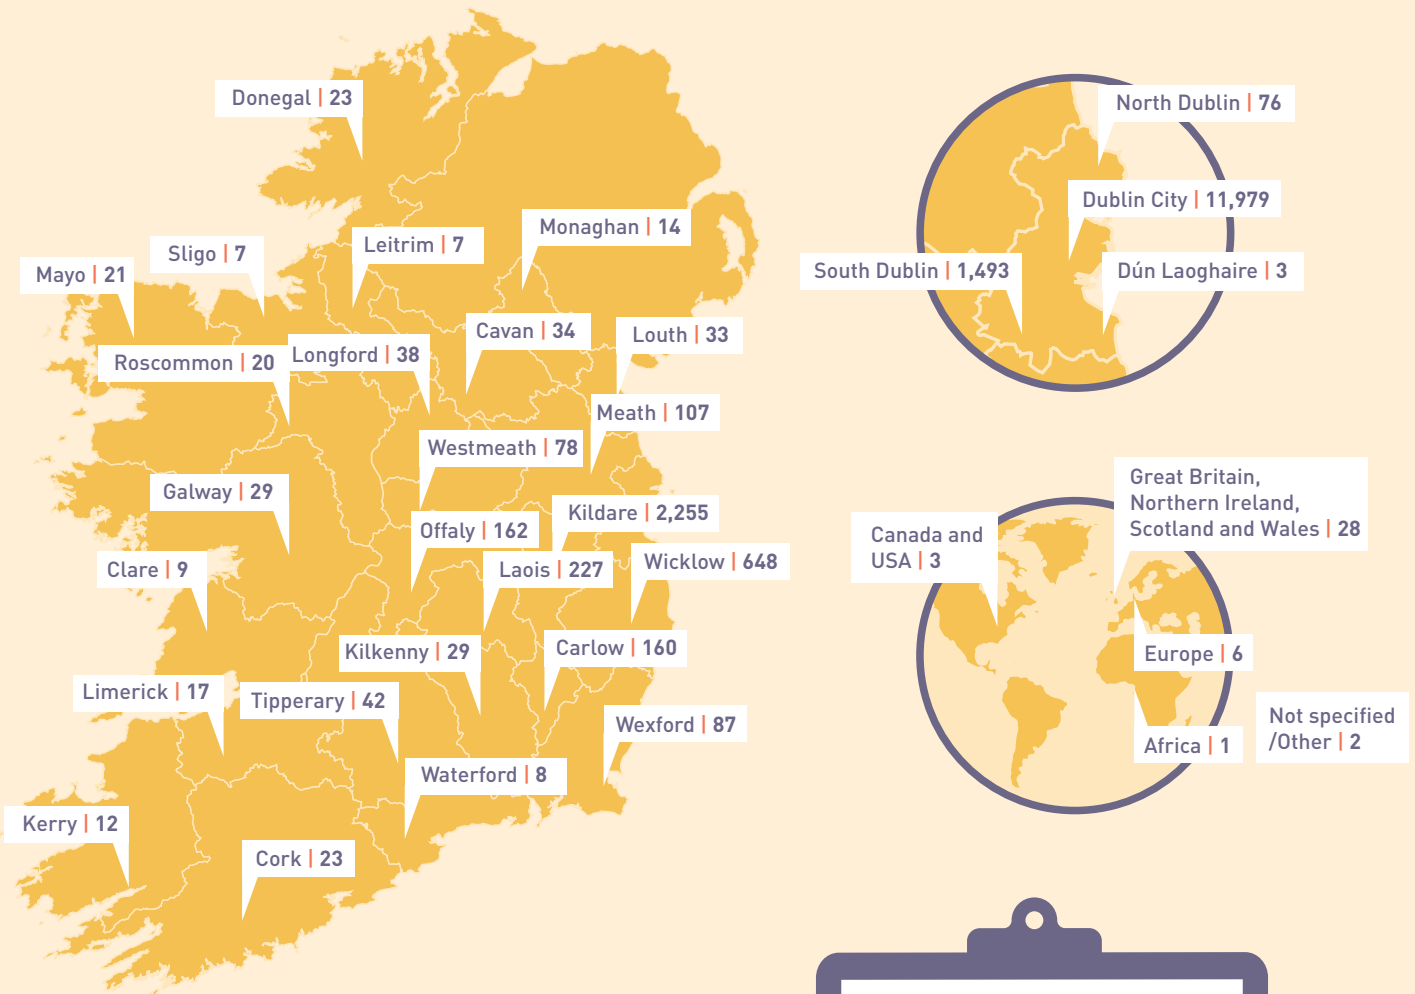 Donegal | 23
Monaghan | 14
Leitrim | 7
Sligo | 7
Mayo | 21
Cavan | 34
Louth | 33
Longford | 38
Roscommon | 20
Meath | 107
Westmeath | 78
Galway | 29
Kildare | 2,255
Offaly | 162
Wicklow | 648
Laois | 227
Clare | 9
Carlow | 160
Kilkenny | 29
Limerick | 17
Tipperary | 42
Wexford | 87
Waterford | 8
Kerry | 12
Cork | 23
North Dublin | 76
Dublin City | 11,979
South Dublin | 1,493
Dún Laoghaire | 3
Great Britain,
Northern Ireland,
Scotland and Wales | 28
Canada and
USA | 3
Europe | 6
Africa | 1
Not specified
/Other | 2